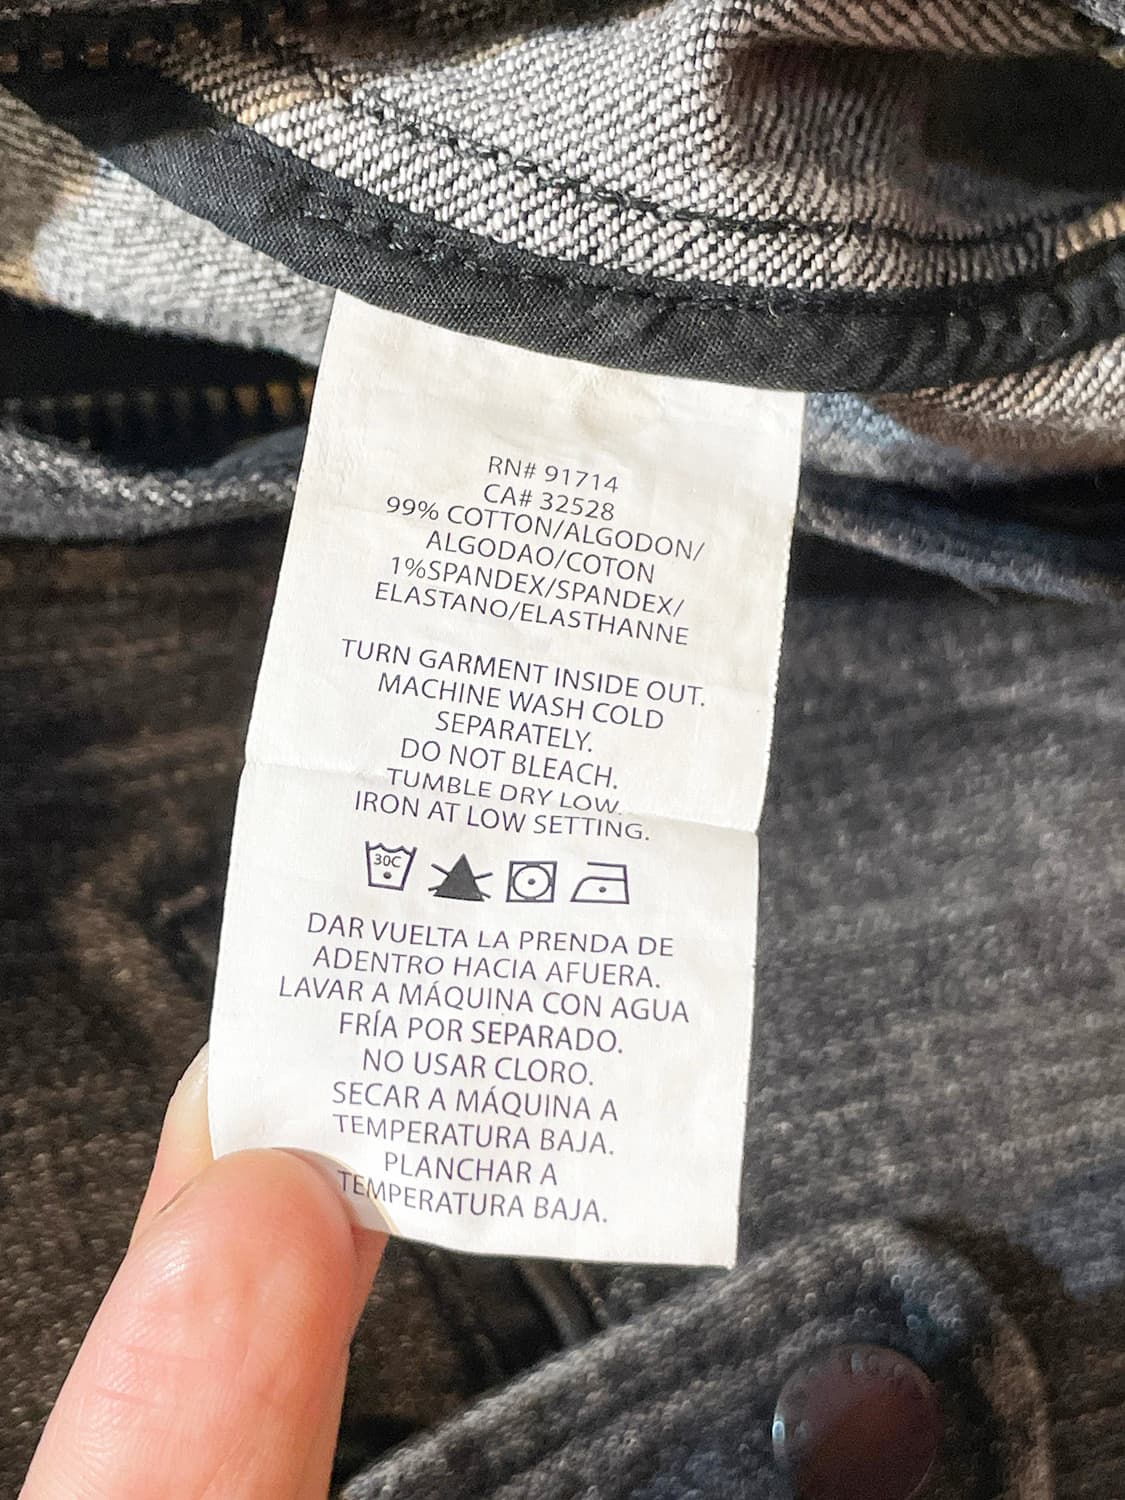 RN# 91714
CA# 32528
99% COTTON/ALGODON/
ALGODAO/COTON
1%SPANDEX/SPANDEX/
ELASTANO/ELASTHANNE
TURN GARMENT INSIDE OUT.
MACHINE WASH COLD
SEPARATELY.
DO NOT BLEACH.
TUMBLE DRY LOW.
IRON AT LOW SETTING.
30C
DAR VUELTA LA PRENDA DE
ADENTRO HACIA AFUERA.
LAVAR A MÁQUINA CON AGUA
FRÍA POR SEPARADO.
NO USAR CLORO.
SECAR A MÁQUINA A
TEMPERATURA BAJA.
PLANCHAR A
TEMPERATURA BAJA.